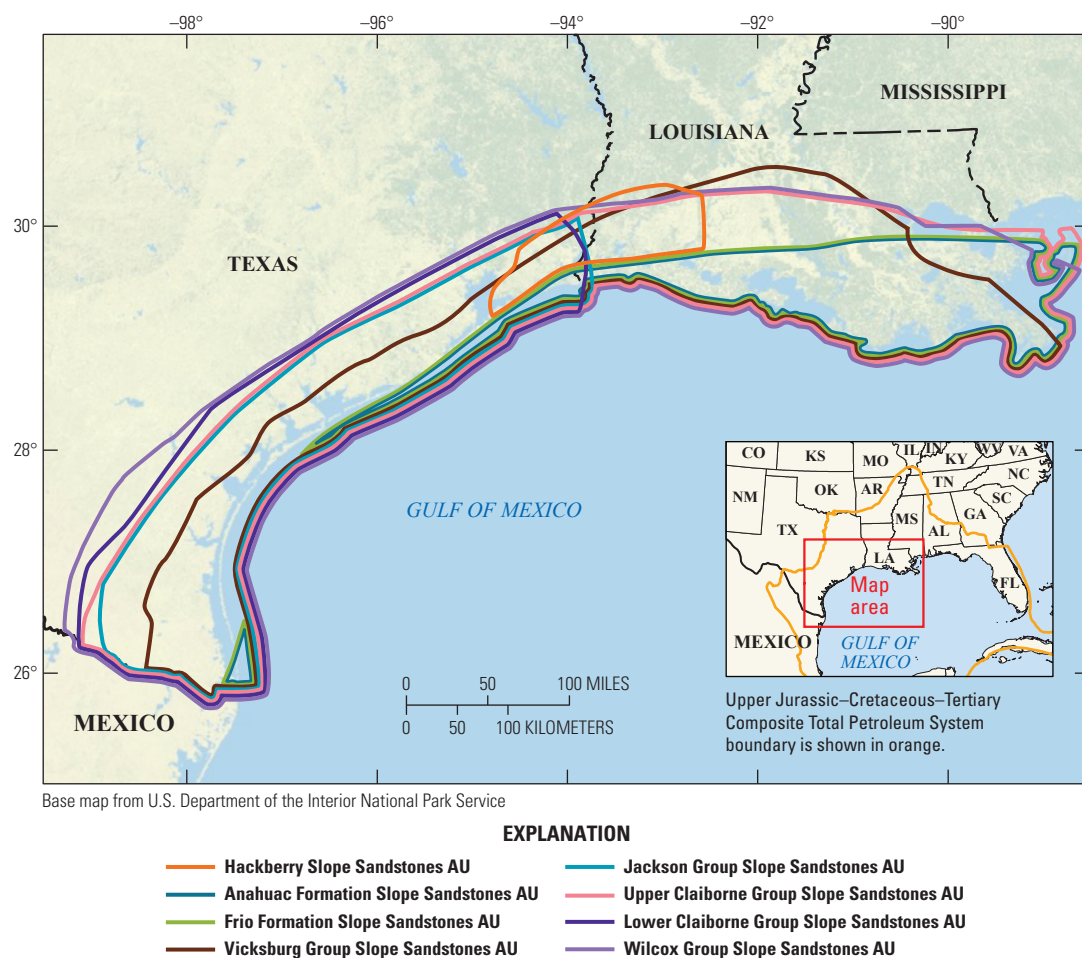 –98° –96° –94° –92° –90°
MISSISSIPPI
LOUISIANA
30°
TEXAS
28°
GULF OF MEXICO
26°
MEXICO
0 50 100 MILES
0 50 100 KILOMETERS
CO KS MO IL IN WV VA
KY
NC
NM OK AR TN
SC
TX MS AL GA
LA
FL
Map
area
MEXICO
GULF OF
MEXICO
Upper Jurassic–Cretaceous–Tertiary
Composite Total Petroleum System
boundary is shown in orange.
Base map from U.S. Department of the Interior National Park Service
EXPLANATION
Hackberry Slope Sandstones AU
Anahuac Formation Slope Sandstones AU
Frio Formation Slope Sandstones AU
Vicksburg Group Slope Sandstones AU
Jackson Group Slope Sandstones AU
Upper Claiborne Group Slope Sandstones AU
Lower Claiborne Group Slope Sandstones AU
Wilcox Group Slope Sandstones AU